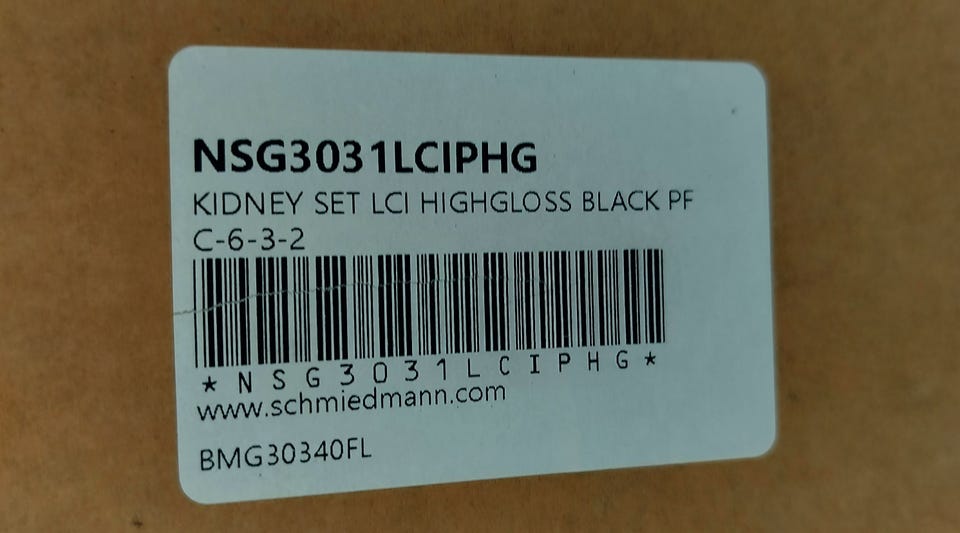 NSG3031LCIPHG
KIDNEY SET LCI HIGHGLOSS BLACK PF
C-6-3-2
*NSG3031LCIPHG*
www.schmiedmann.com
BMG30340FL